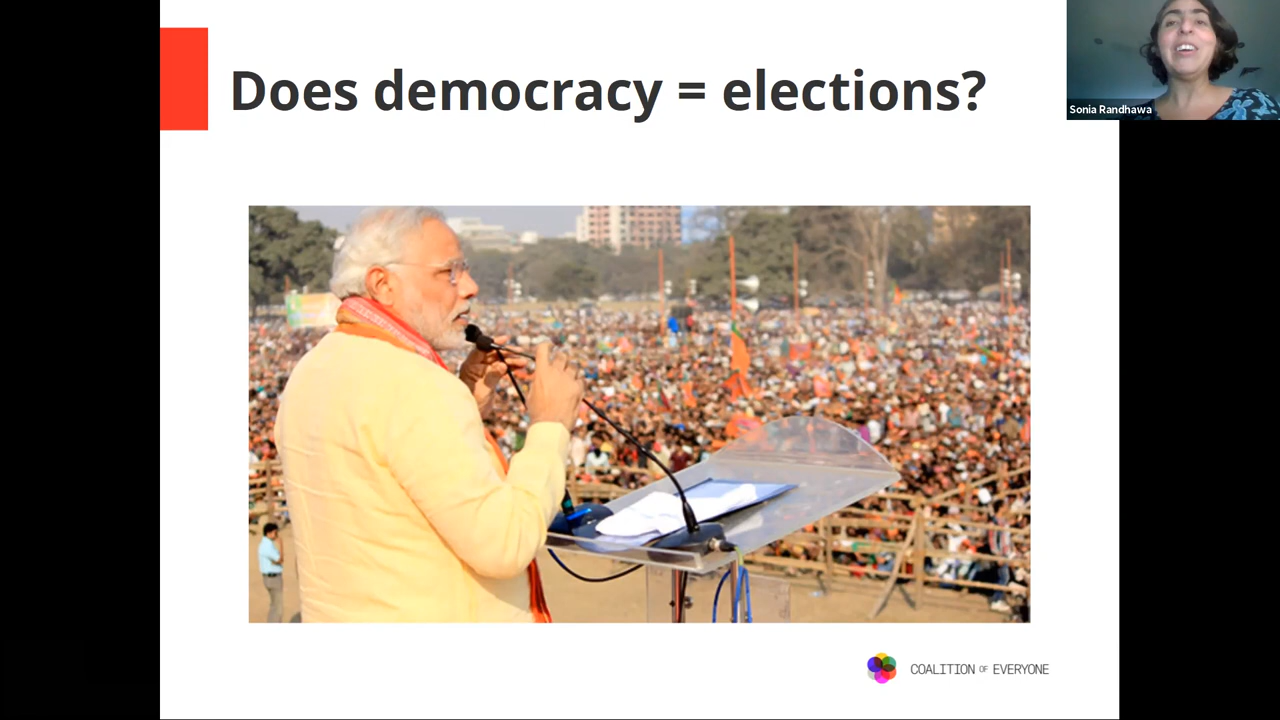 Does democracy = elections?
Sonia Randhawa
COALITION OF EVERYONE